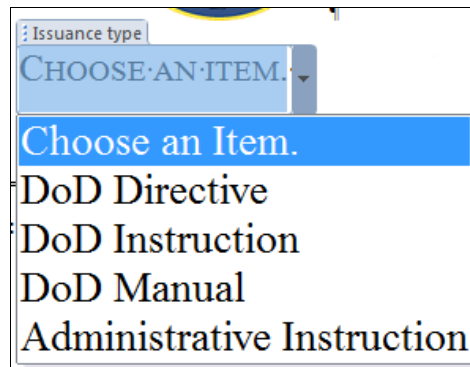 Issuance type
CHOOSE·AN·ITEM.·
Choose an Item.
DoD Directive
DoD Instruction
DoD Manual
Administrative Instruction